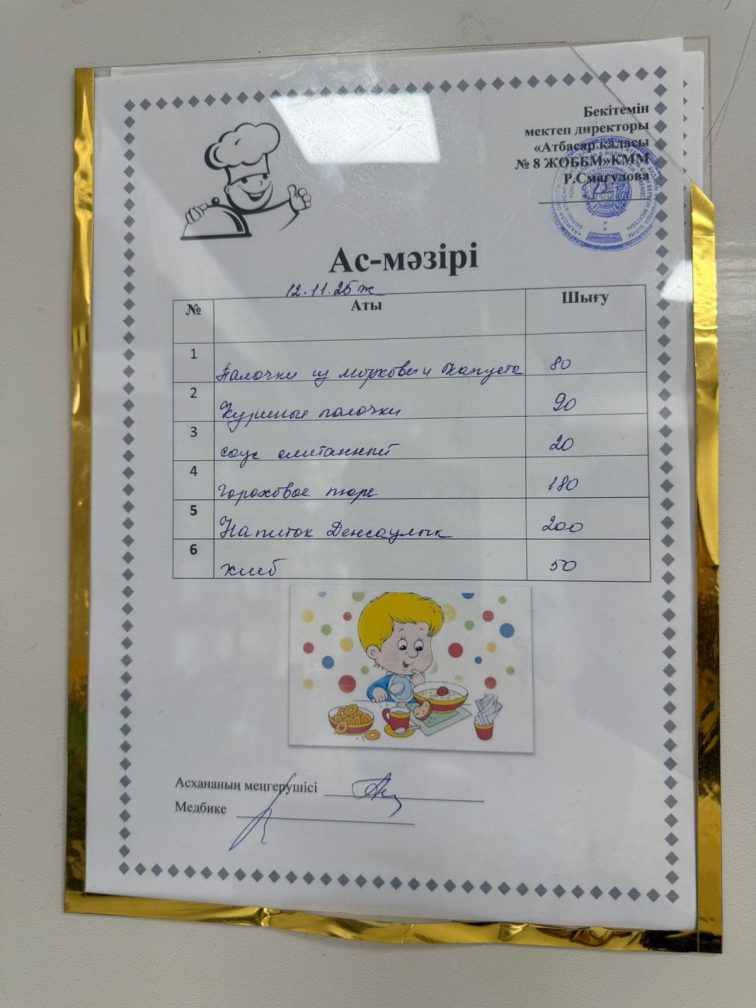 Бекітемін
мектеп директоры
«Атбасар қаласы
№ 8 ЖОББМ»КММ
Р.Смагулова
Ас-мәзірі
12.11.25ж
№ Аты Шығу
1 Палочки из моркови и капуста 80
2 Куриные палочки 90
3 соус сметанный 20
4 Гороховое пюре 180
5 Напиток Денсаулык 200
6 хлеб 50
Асхананың меңгерушісі
Медбике